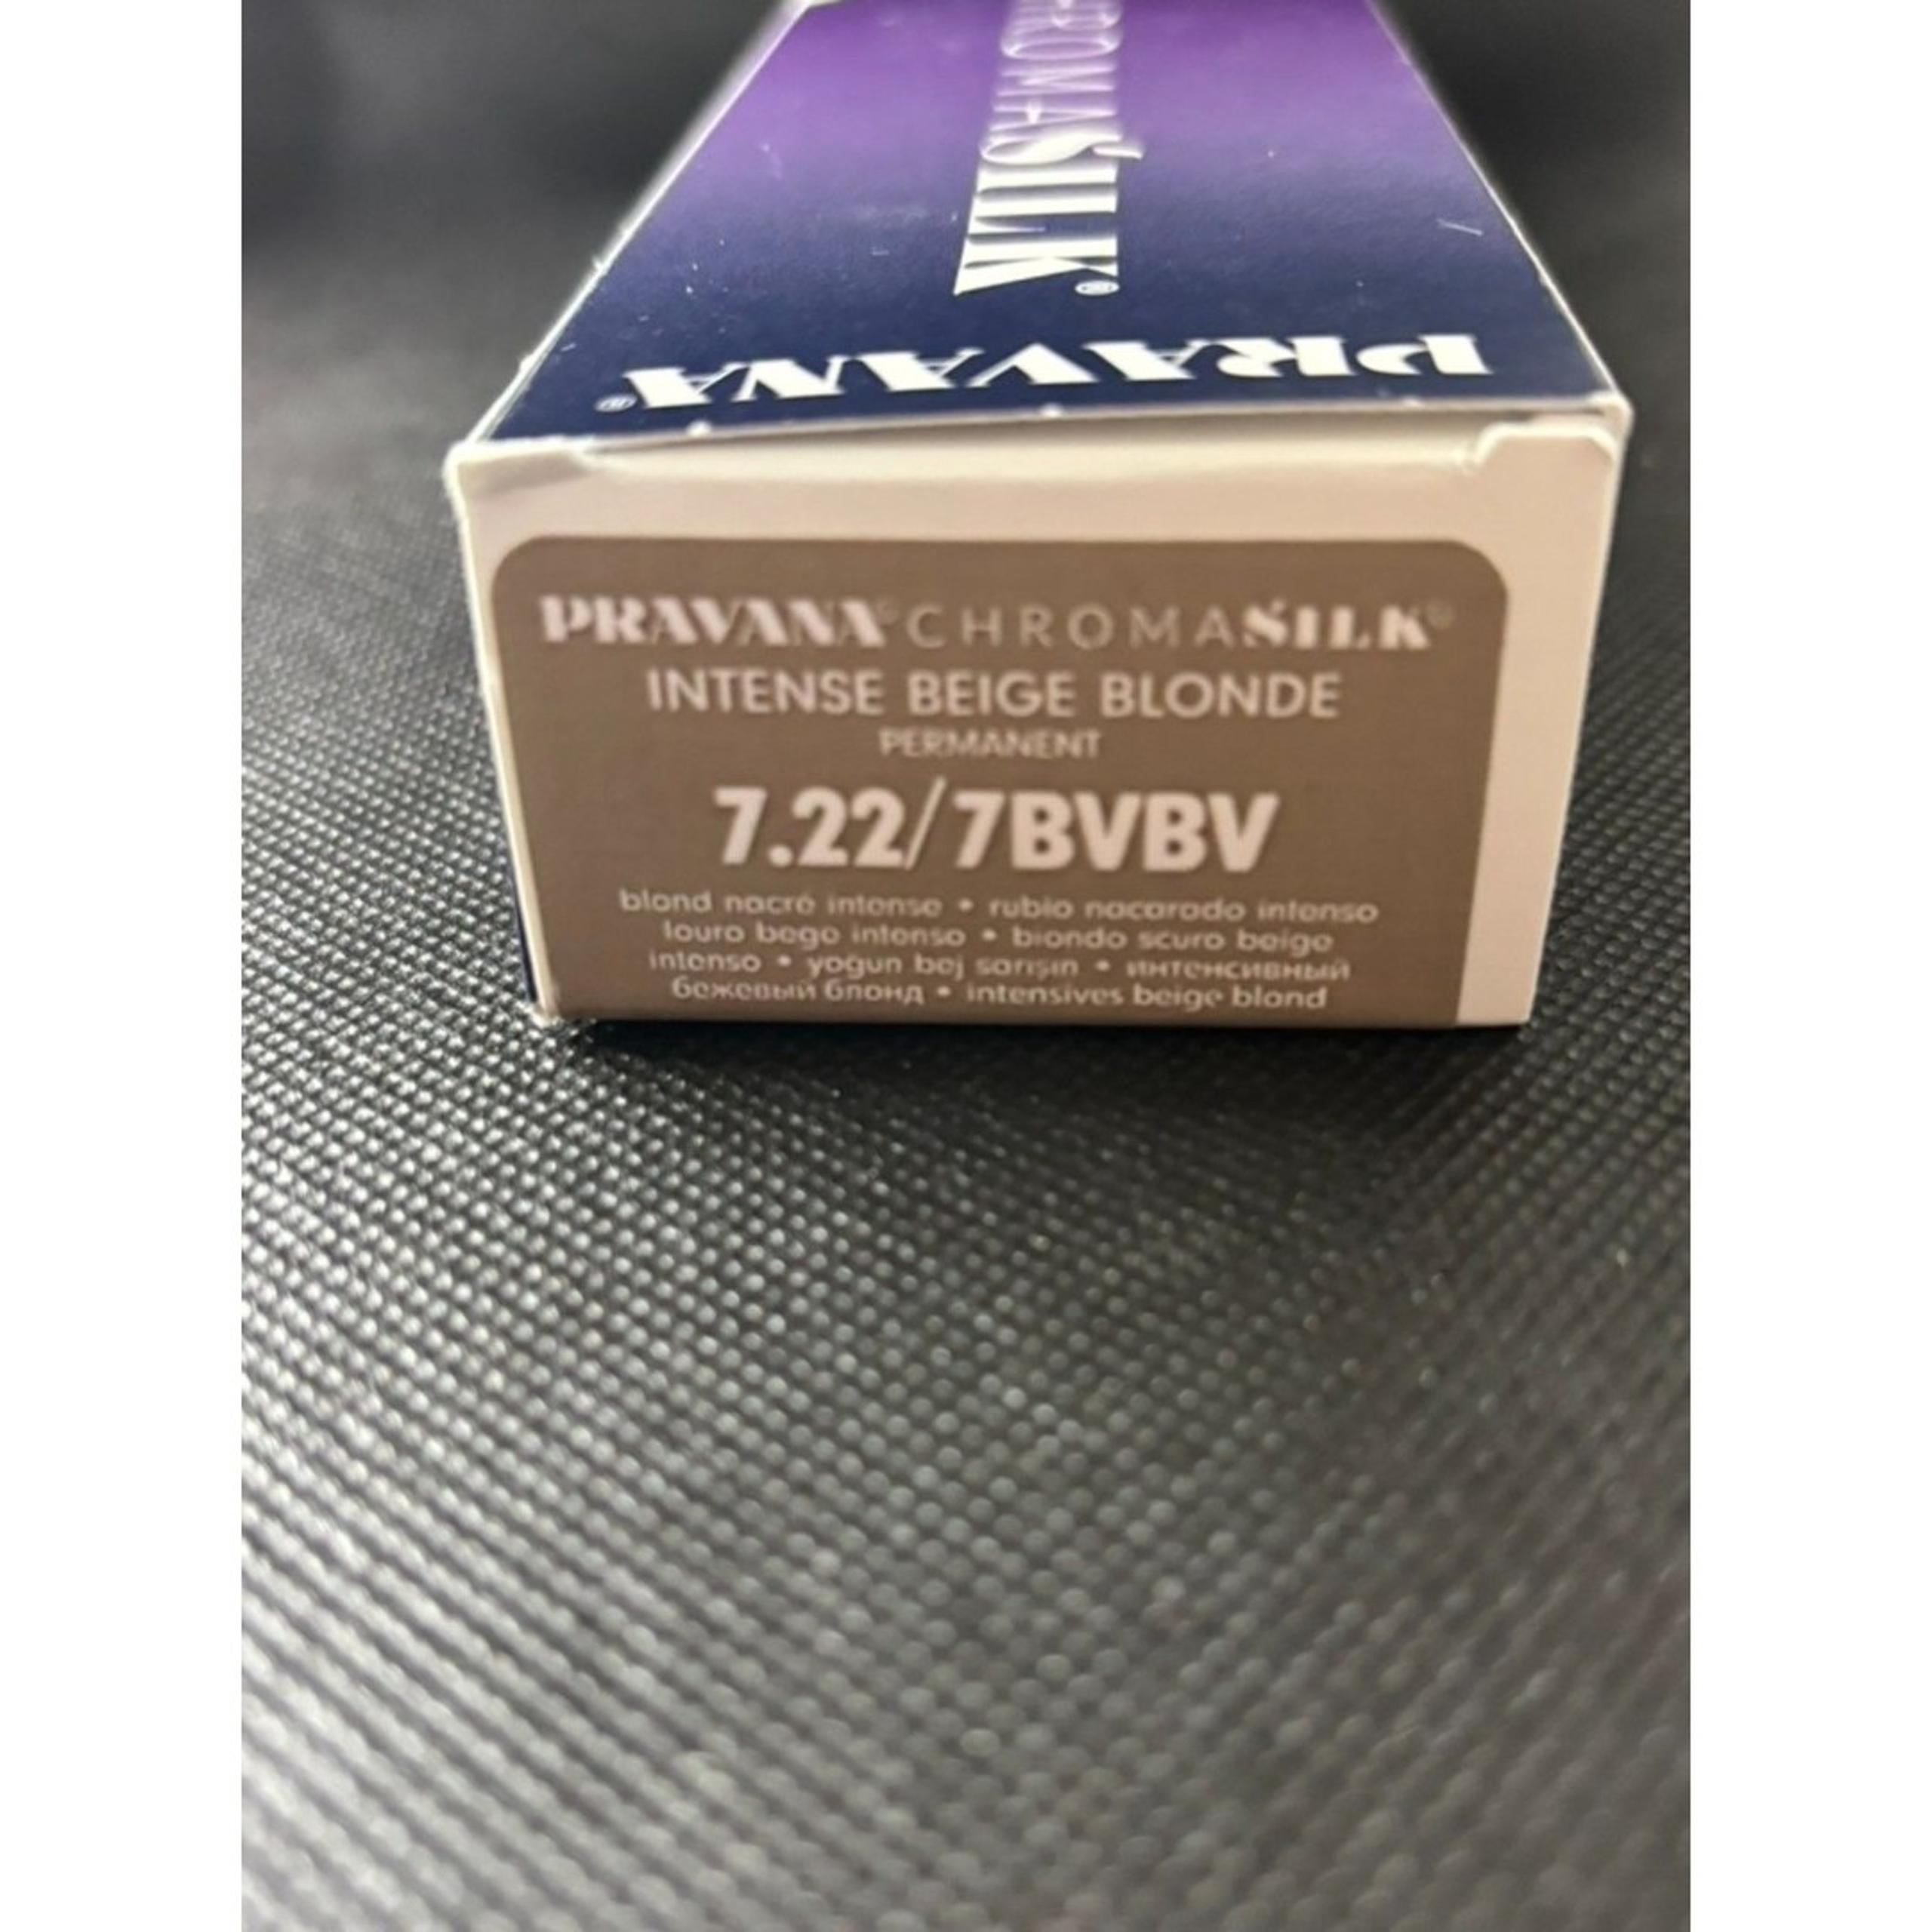 CHROMASILK®
PRAVANA®
PRAVANA® CHROMASILK®
INTENSE BEIGE BLONDE
PERMANENT
7.22/7BVBV
blond nacré intense • rubio nacarado intenso
louro bege intenso • biondo scuro beige
intenso • yoğun bej sarışın • интенсивный
бежевый блонд • intensives beige blond